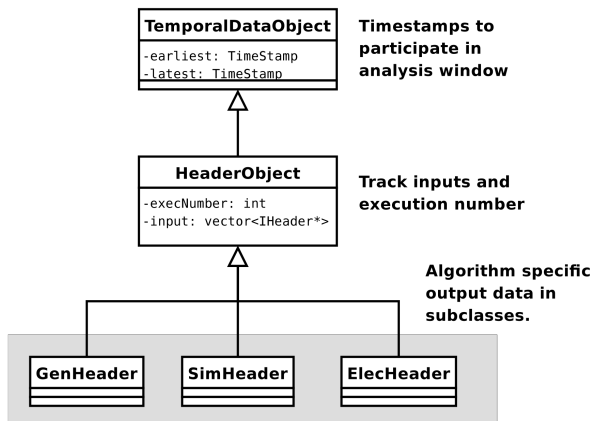 TemporalDataObject
-earliest: TimeStamp
-latest: TimeStamp
Timestamps to
participate in
analysis window
HeaderObject
-execNumber: int
-input: vector<IHeader*>
Track inputs and
execution number
Algorithm specific
output data in
subclasses.
GenHeader
SimHeader
ElecHeader